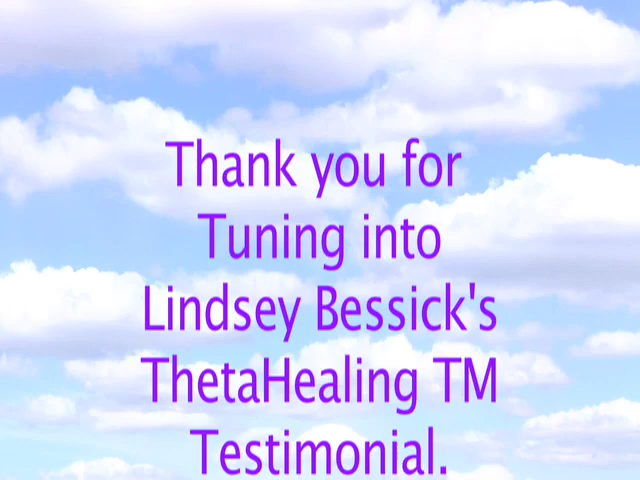 Thank you for
Tuning into
Lindsey Bessick's
ThetaHealing TM
Testimonial.